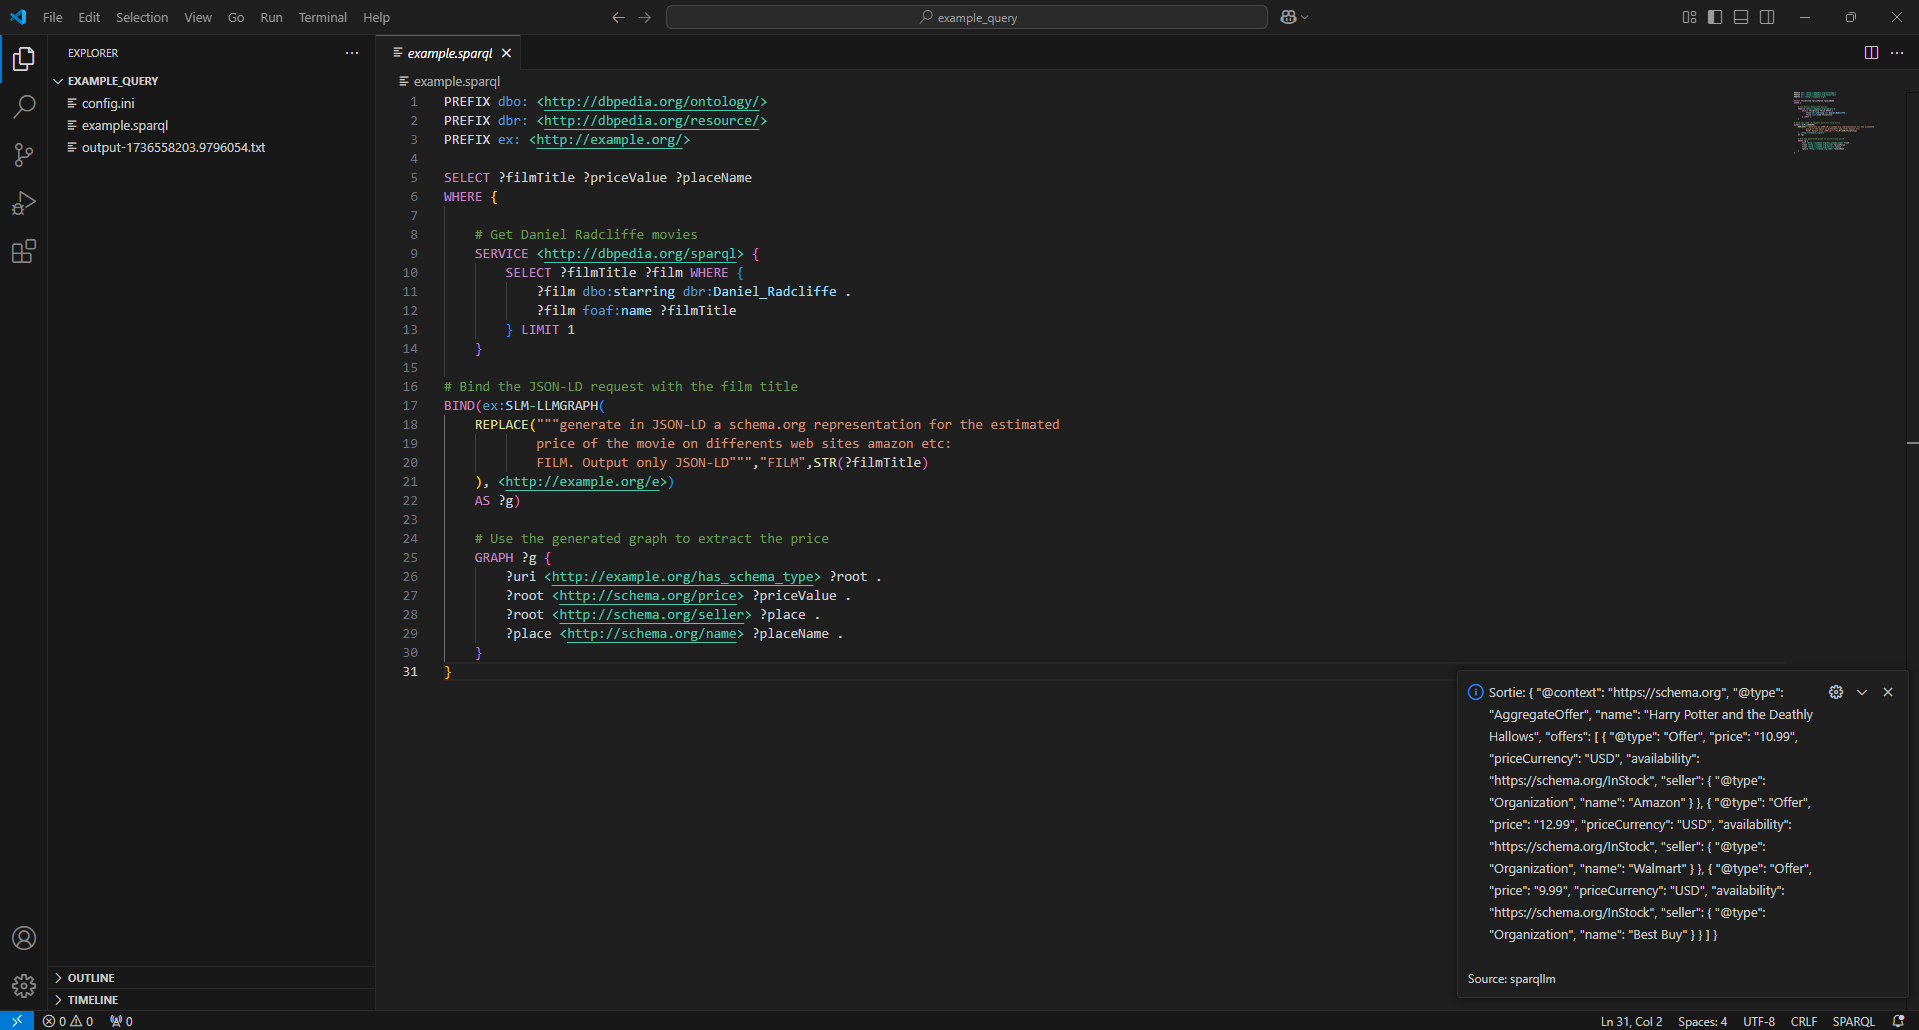 File Edit Selection View Go Run Terminal Help
example_query
EXPLORER
EXAMPLE_QUERY
config.ini
example.sparql
output-1736558203.9796054.txt
OUTLINE
TIMELINE
example.sparql
example.sparql
1 PREFIX dbo: <http://dbpedia.org/ontology/>
2 PREFIX dbr: <http://dbpedia.org/resource/>
3 PREFIX ex: <http://example.org/>
4
5 SELECT ?filmTitle ?priceValue ?placeName
6 WHERE {
7
8 # Get Daniel Radcliffe movies
9 SERVICE <http://dbpedia.org/sparql> {
10 SELECT ?filmTitle ?film WHERE {
11 ?film dbo:starring dbr:Daniel_Radcliffe .
12 ?film foaf:name ?filmTitle
13 } LIMIT 1
14 }
15
16 # Bind the JSON-LD request with the film title
17 BIND(ex:SLM-LLMGRAPH(
18 REPLACE("""generate in JSON-LD a schema.org representation for the estimated
19 price of the movie on differents web sites amazon etc:
20 FILM. Output only JSON-LD""","FILM",STR(?filmTitle)
21 ), <http://example.org/e>)
22 AS ?g)
23
24 # Use the generated graph to extract the price
25 GRAPH ?g {
26 ?uri <http://example.org/has_schema_type> ?root .
27 ?root <http://schema.org/price> ?priceValue .
28 ?root <http://schema.org/seller> ?place .
29 ?place <http://schema.org/name> ?placeName .
30 }
31 }
Sortie: { "@context": "https://schema.org", "@type":
"AggregateOffer", "name": "Harry Potter and the Deathly
Hallows", "offers": [ { "@type": "Offer", "price": "10.99",
"priceCurrency": "USD", "availability":
"https://schema.org/InStock", "seller": { "@type":
"Organization", "name": "Amazon" } }, { "@type": "Offer",
"price": "12.99", "priceCurrency": "USD", "availability":
"https://schema.org/InStock", "seller": { "@type":
"Organization", "name": "Walmart" } }, { "@type": "Offer",
"price": "9.99", "priceCurrency": "USD", "availability":
"https://schema.org/InStock", "seller": { "@type":
"Organization", "name": "Best Buy" } } ] }
Source: sparqllm
0 0 0 Ln 31, Col 2 Spaces: 4 UTF-8 CRLF SPARQL